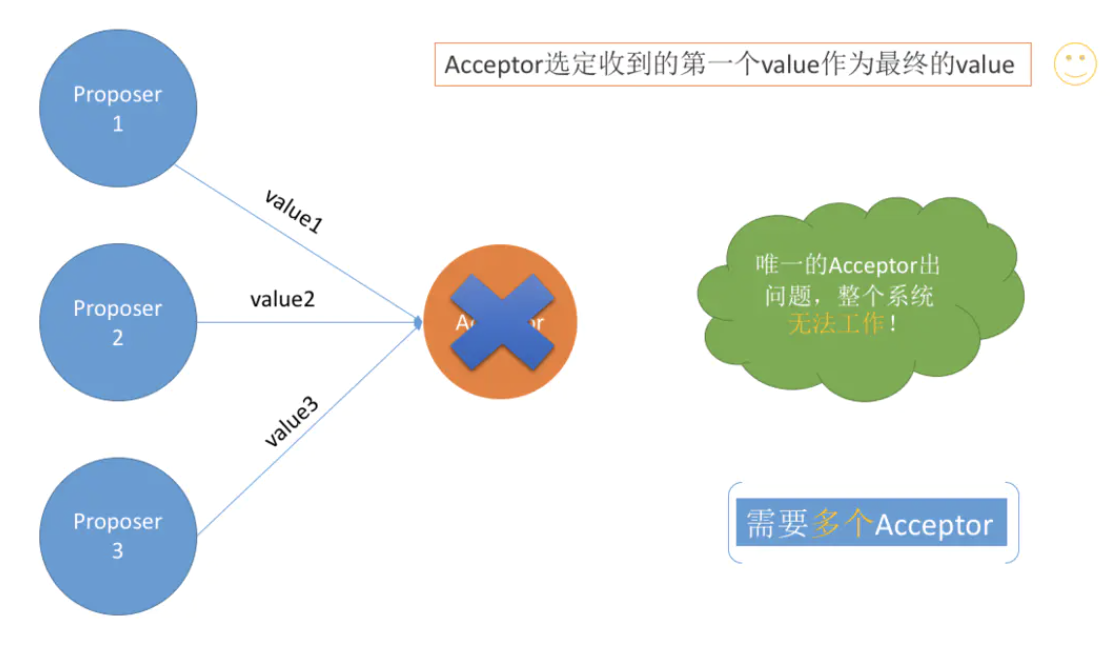 Acceptor选定收到的第一个value作为最终的value
Proposer
1
value1
Proposer
2
value2
唯一的Acceptor出
问题，整个系统
无法工作！
Proposer
3
value3
需要多个Acceptor